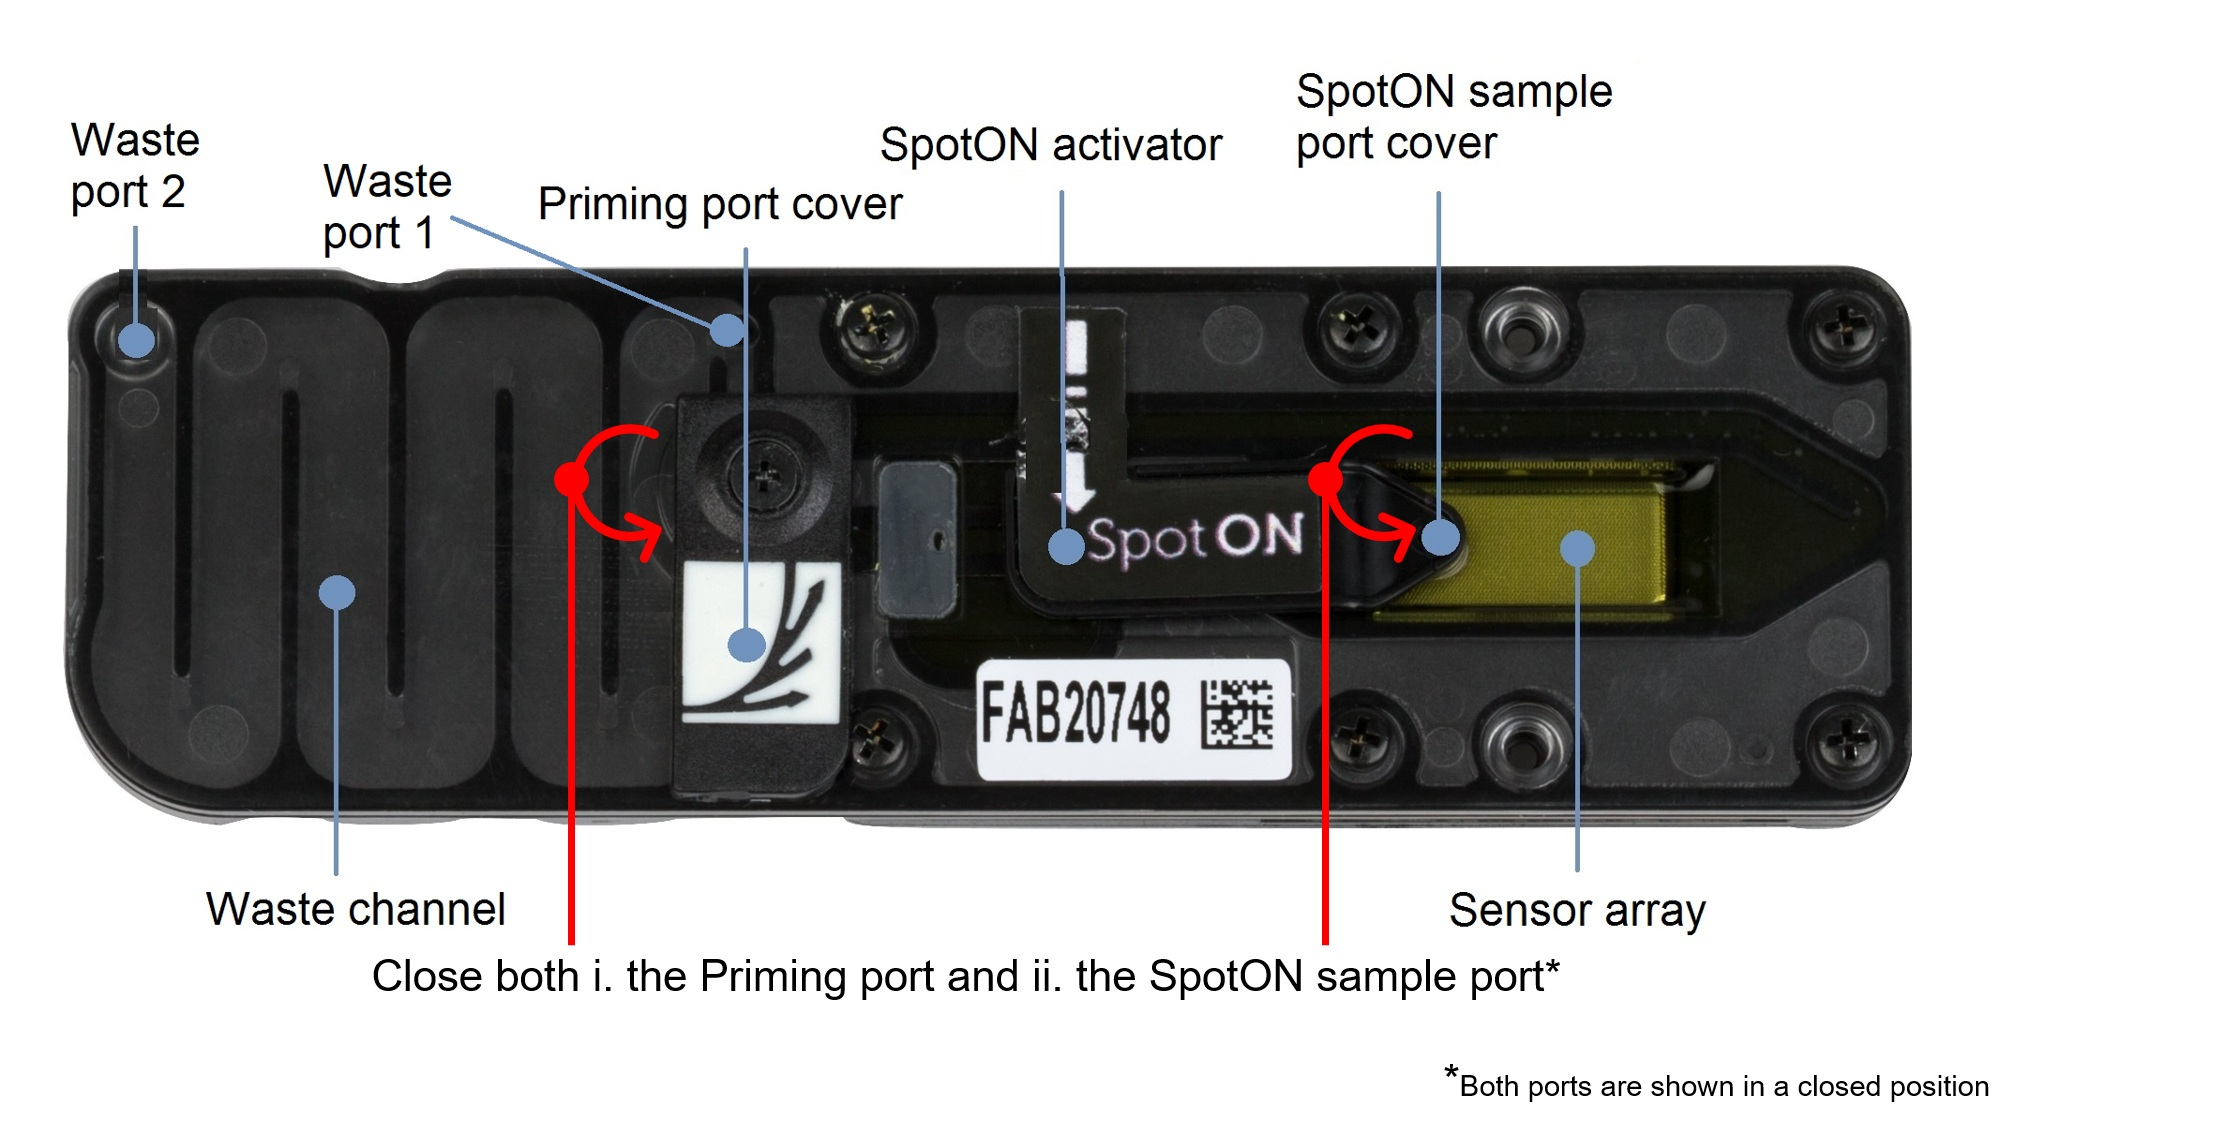 SpotON sample
port cover
SpotON activator
Waste
port 2
Waste
port 1
Priming port cover
Spot ON
FAB20748
Waste channel
Sensor array
Close both i. the Priming port and ii. the SpotON sample port*
*Both ports are shown in a closed position